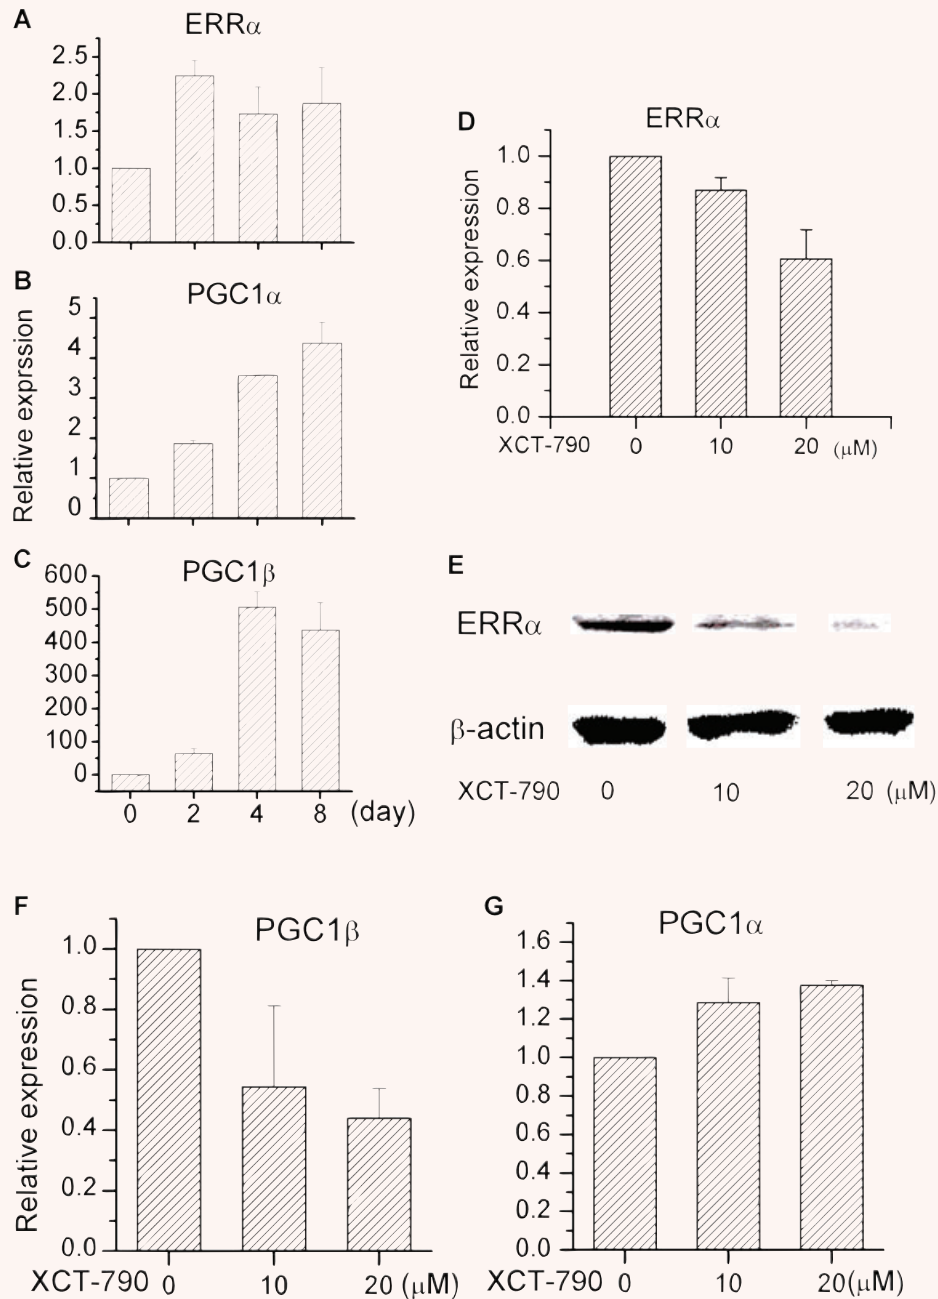 A
ERRα
2.5
2.0
1.5
1.0
0.5
0.0
B
PGC1α
5
4
3
2
1
0
Relative exprssion
C
PGC1β
600
500
400
300
200
100
0
0 2 4 8 (day)
D
ERRα
1.0
0.8
0.6
0.4
0.2
0.0
Relative expression
XCT-790 0 10 20 (μM)
E
ERRα
β-actin
XCT-790 0 10 20 (μM)
F
PGC1β
1.0
0.8
0.6
0.4
0.2
0.0
Relative expression
XCT-790 0 10 20 (μM)
G
PGC1α
1.6
1.4
1.2
1.0
0.8
0.6
0.4
0.2
0.0
XCT-790 0 10 20 (μM)